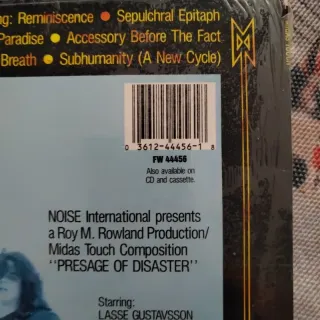 ng: Reminiscence • Sepulchral Epitaph
Paradise • Accessory Before The Fact
Breath • Subhumanity (A New Cycle)
0 3612-44456-1 8
FW 44456
Also available on
CD and cassette.
NOISE International presents
a Roy M. Rowland Production/
Midas Touch Composition
"PRESAGE OF DISASTER"
Starring:
LASSE GUSTAVSSON